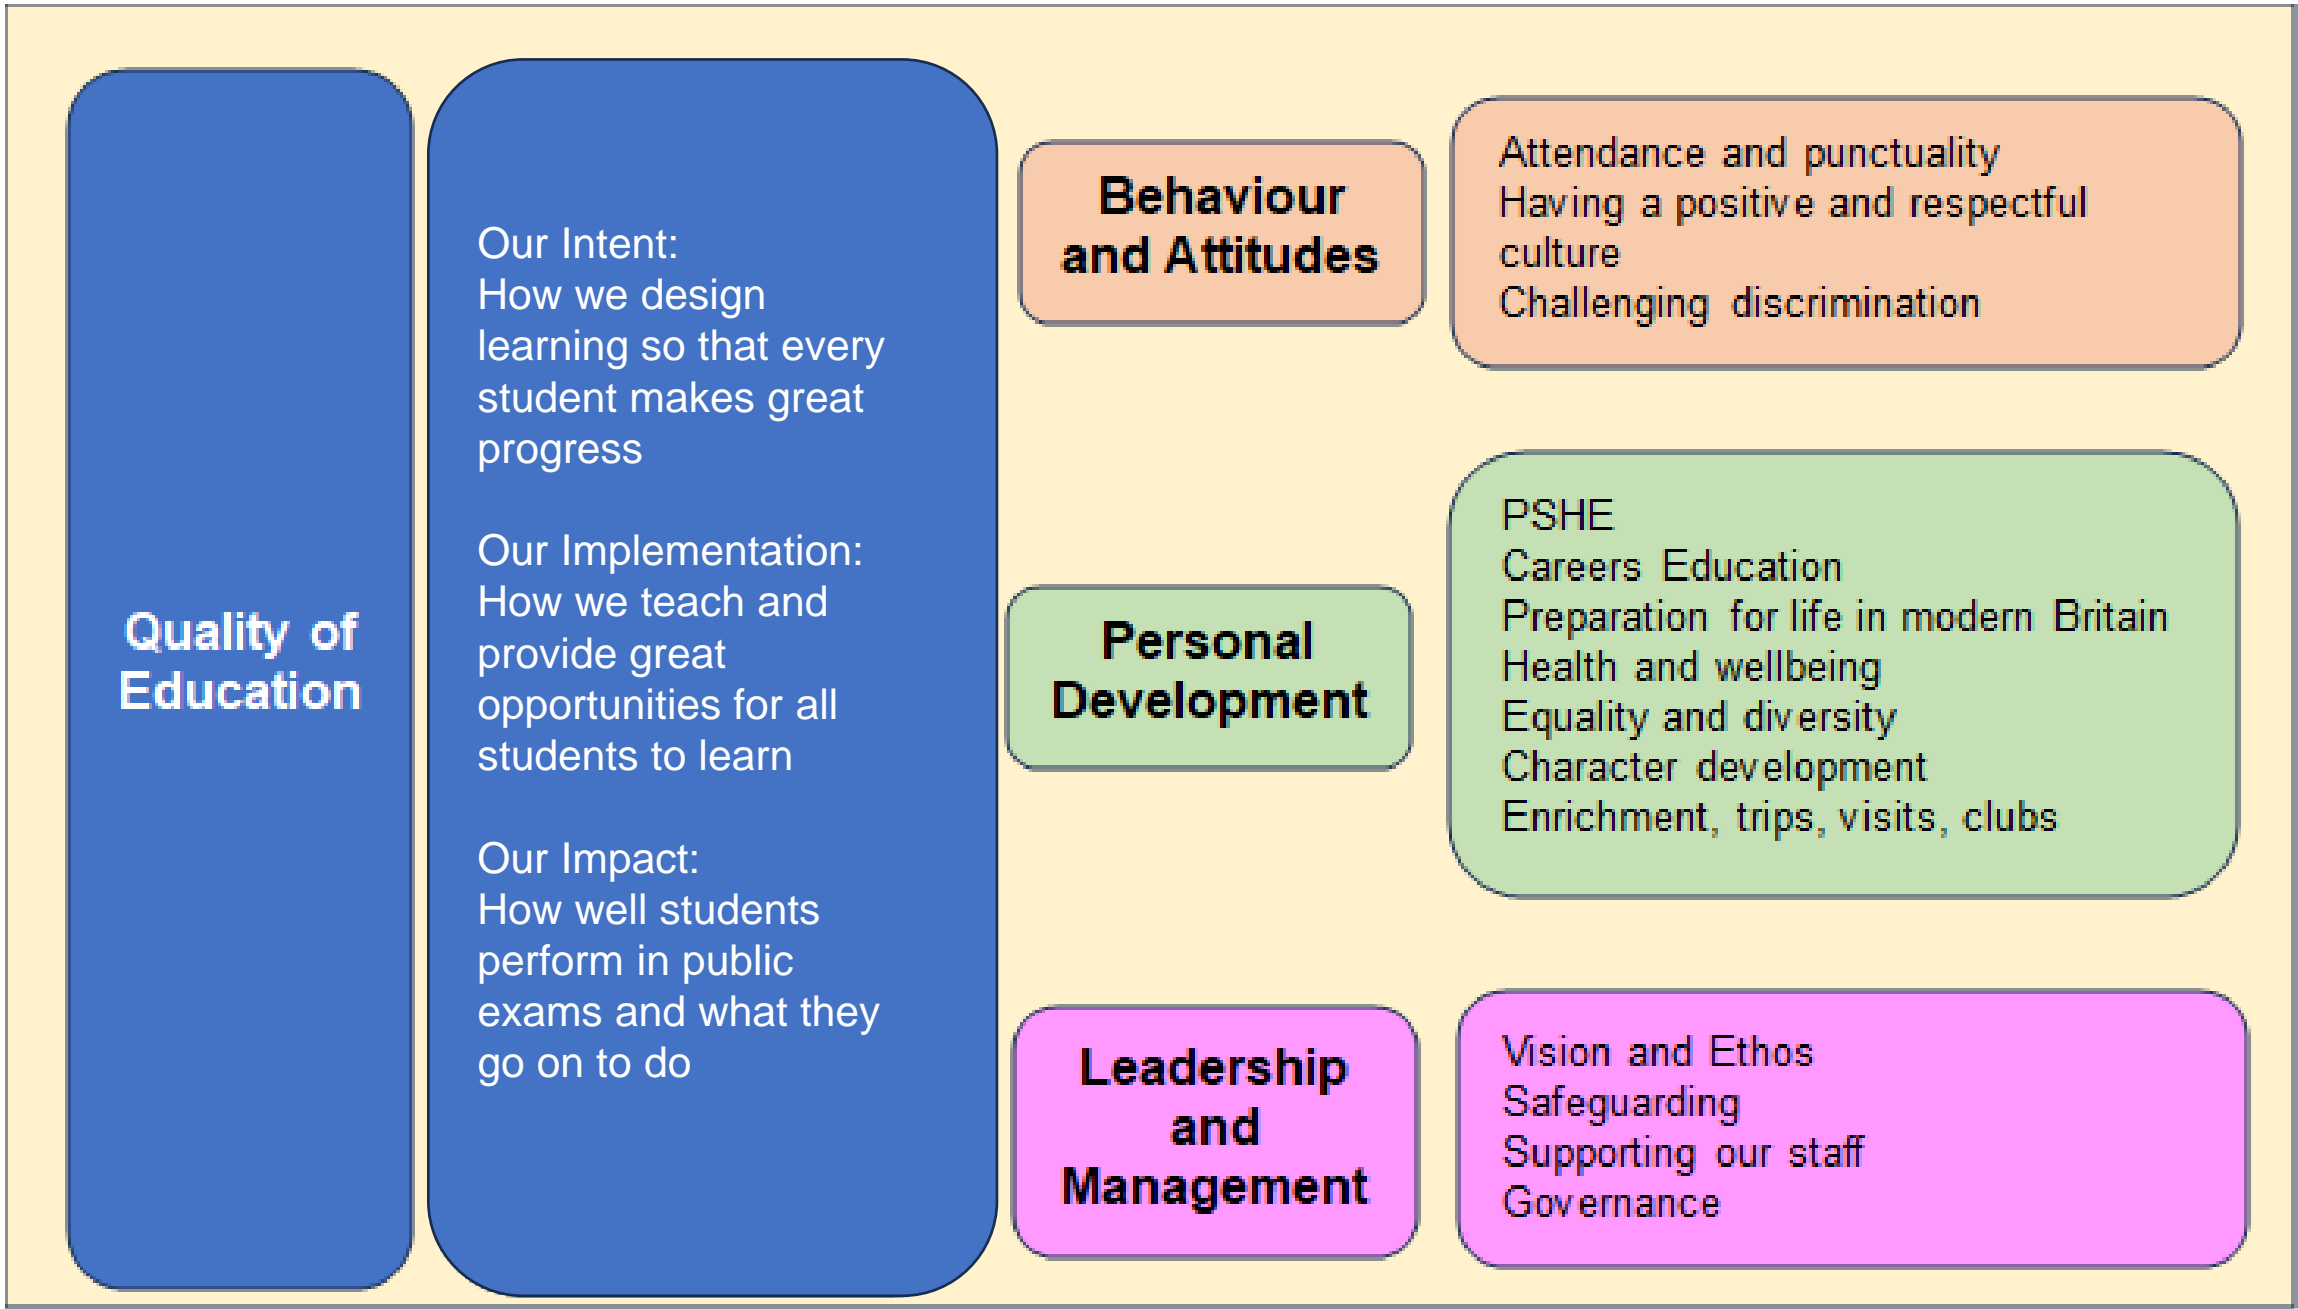 Quality of
Education
Our Intent:
How we design
learning so that every
student makes great
progress
Our Implementation:
How we teach and
provide great
opportunities for all
students to learn
Our Impact:
How well students
perform in public
exams and what they
go on to do
Behaviour
and Attitudes
Attendance and punctuality
Having a positive and respectful
culture
Challenging discrimination
Personal
Development
PSHE
Careers Education
Preparation for life in modern Britain
Health and wellbeing
Equality and diversity
Character development
Enrichment, trips, visits, clubs
Leadership
and
Management
Vision and Ethos
Safeguarding
Supporting our staff
Governance